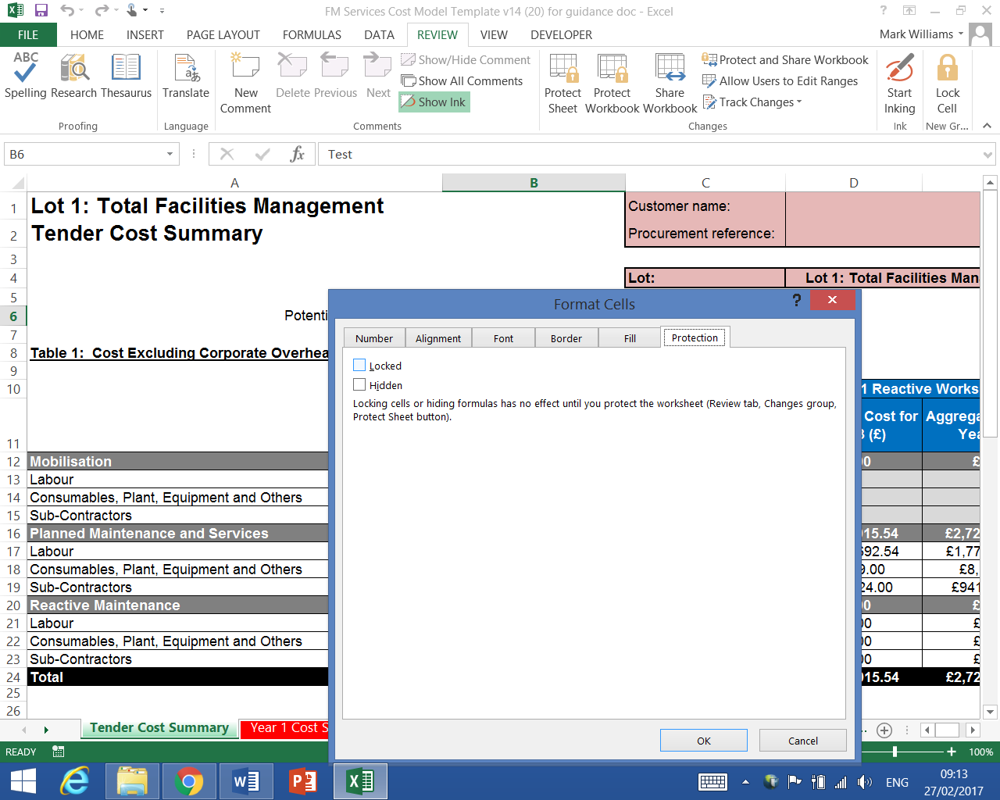 FM Services Cost Model Template v14 (20) for guidance doc - Excel
FILE HOME INSERT PAGE LAYOUT FORMULAS DATA REVIEW VIEW DEVELOPER Mark Williams
ABC
Spelling Research Thesaurus
Proofing
Translate
Language
New Comment
Delete Previous Next
Show/Hide Comment
Show All Comments
Show Ink
Comments
Protect Sheet
Protect Workbook
Share Workbook
Protect and Share Workbook
Allow Users to Edit Ranges
Track Changes
Changes
Start Inking
Ink
Lock Cell
New Gr...
B6 fx Test
A B C D
1 Lot 1: Total Facilities Management Customer name:
2 Tender Cost Summary Procurement reference:
3
4 Lot: Lot 1: Total Facilities Man
5
6 Potenti
7
8 Table 1: Cost Excluding Corporate Overhea
9
10 1 Reactive Works
11 Cost for (£) Aggrega Yea
12 Mobilisation 00 £
13 Labour
14 Consumables, Plant, Equipment and Others
15 Sub-Contractors
16 Planned Maintenance and Services 15.54 £2,72
17 Labour 92.54 £1,77
18 Consumables, Plant, Equipment and Others 9.00 £8,
19 Sub-Contractors 24.00 £941
20 Reactive Maintenance 00 £
21 Labour 00 £
22 Consumables, Plant, Equipment and Others 00 £
23 Sub-Contractors 00 £
24 Total 15.54 £2,72
25
26
Format Cells
Number Alignment Font Border Fill Protection
Locked
Hidden
Locking cells or hiding formulas has no effect until you protect the worksheet (Review tab, Changes group,
Protect Sheet button).
OK Cancel
Tender Cost Summary Year 1 Cost S
READY 100%
ENG 09:13
27/02/2017